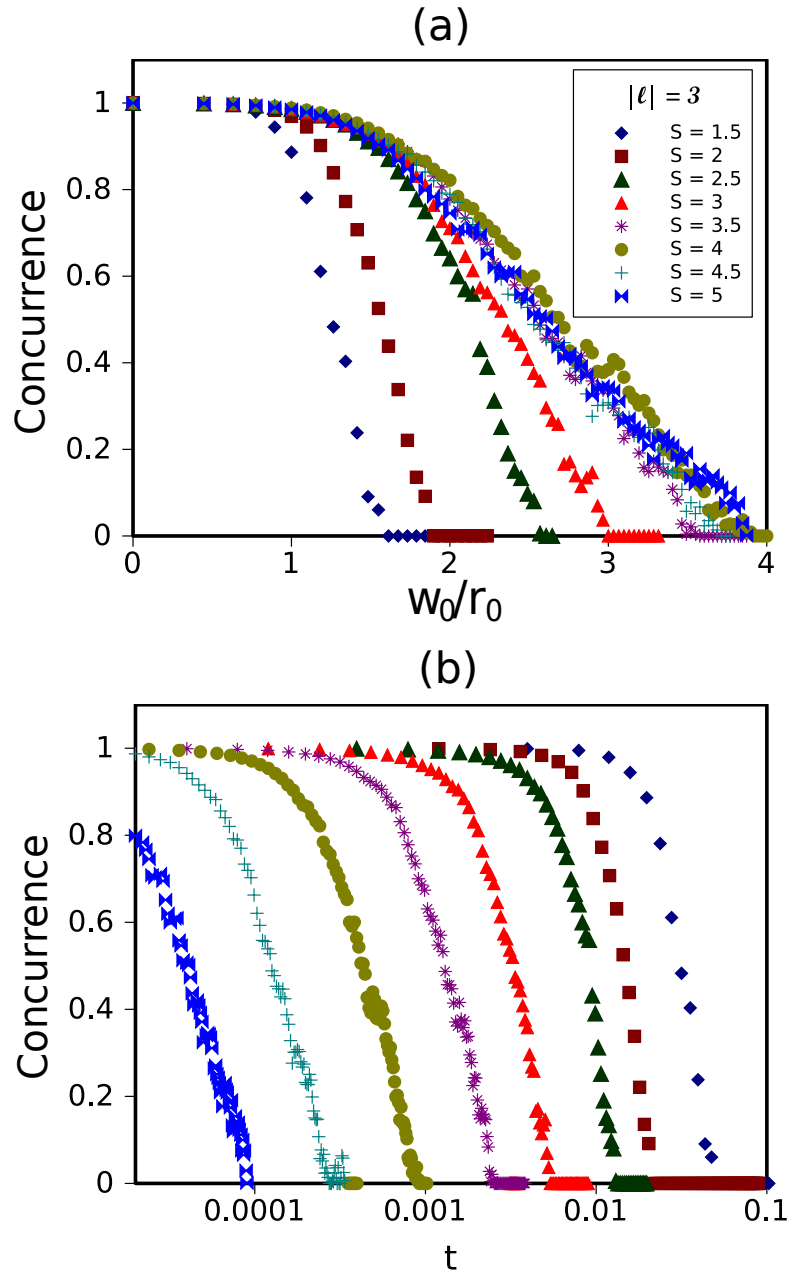 (a)
Concurrence
1
0.8
0.6
0.4
0.2
0
|ℓ| = 3
S = 1.5
S = 2
S = 2.5
S = 3
S = 3.5
S = 4
S = 4.5
S = 5
0 1 2 3 4
w₀/r₀
(b)
Concurrence
1
0.8
0.6
0.4
0.2
0
0.0001 0.001 0.01 0.1
t